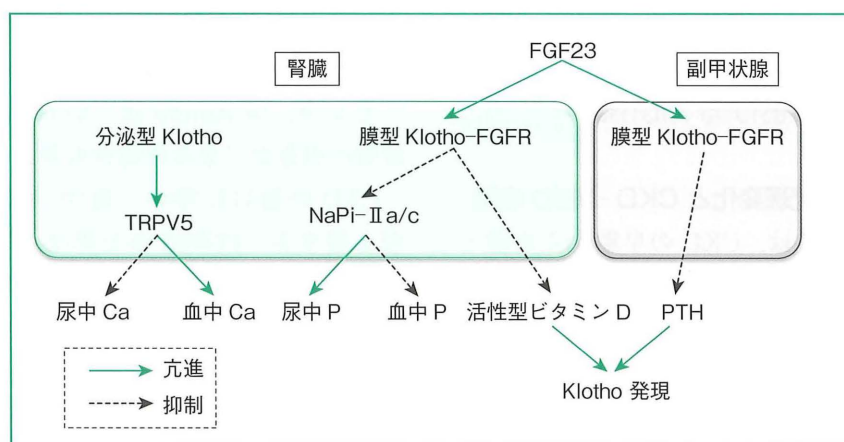 FGF23
腎臓
副甲状腺
分泌型 Klotho
膜型 Klotho–FGFR
膜型 Klotho–FGFR
TRPV5
NaPi–Ⅱa/c
尿中 Ca
血中 Ca
尿中 P
血中 P
活性型ビタミン D
PTH
亢進
抑制
Klotho 発現